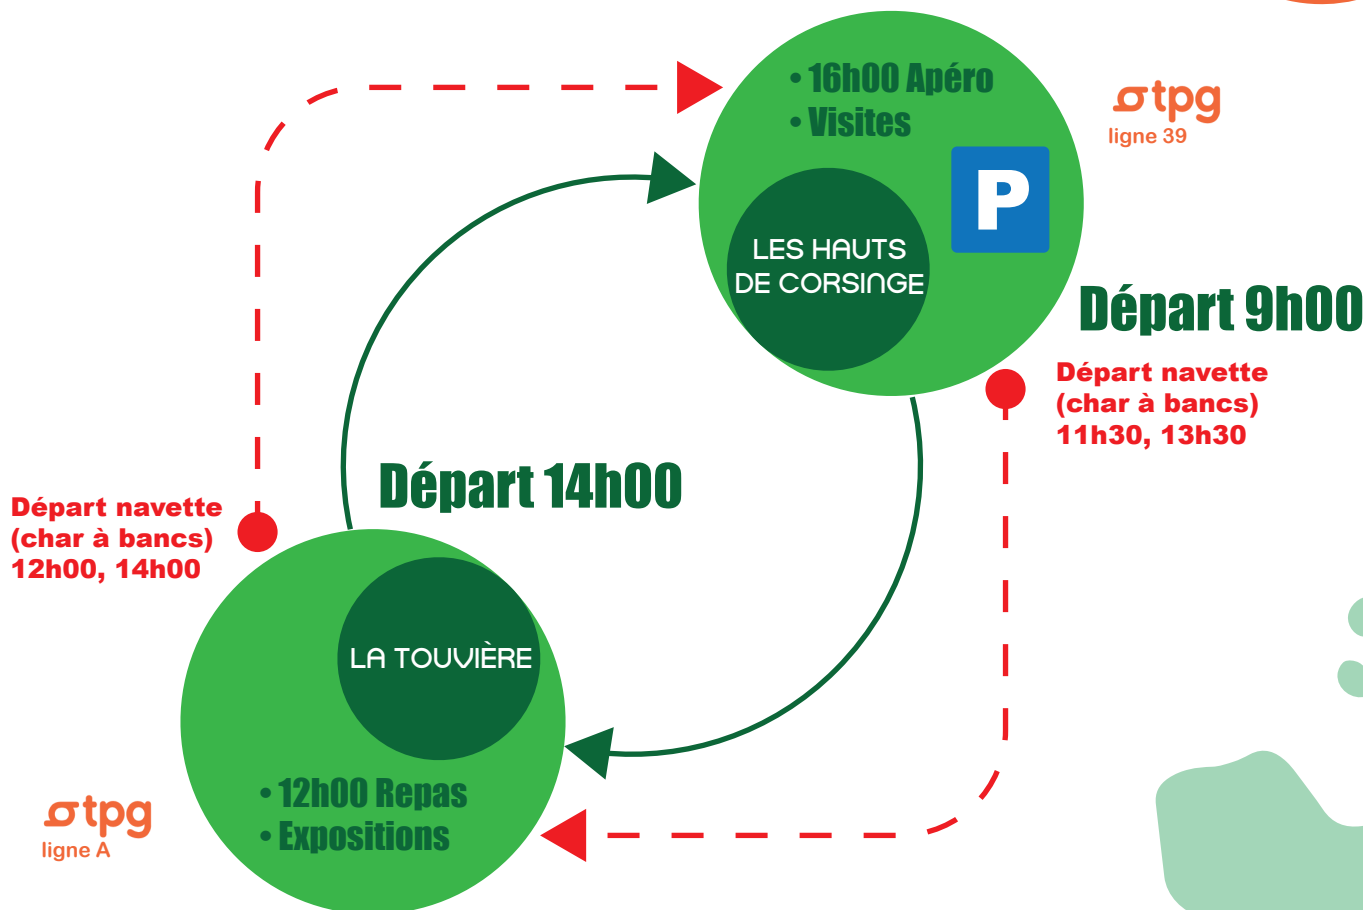 • 16h00 Apéro
• Visites
tpg
ligne 39
P
LES HAUTS
DE CORSINGE
Départ 9h00
Départ navette
(char à bancs)
11h30, 13h30
Départ 14h00
Départ navette
(char à bancs)
12h00, 14h00
LA TOUVIÈRE
• 12h00 Repas
• Expositions
tpg
ligne A